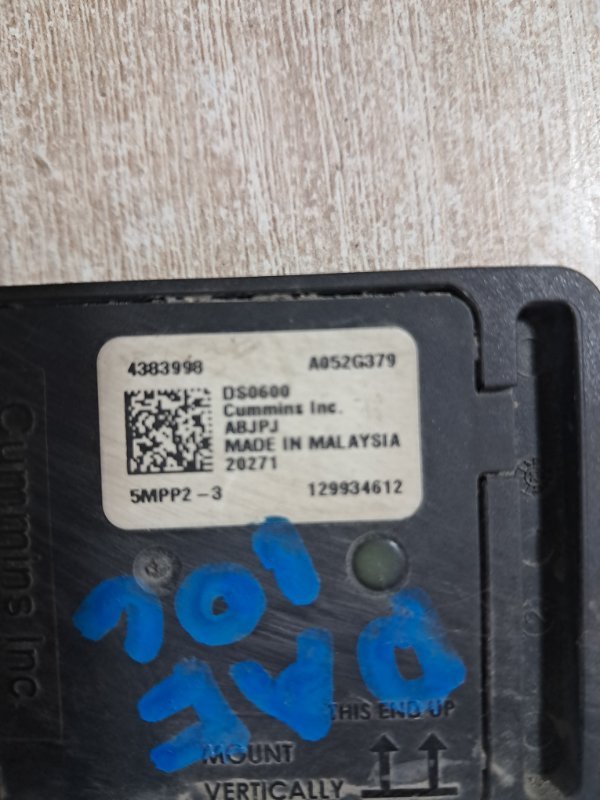 4383998 A052G379
DS0600
Cummins Inc.
ABJPJ
MADE IN MALAYSIA
20271
5MPP2-3 129934612
Cummins Inc.
DAF
THIS END UP
MOUNT
VERTICALLY